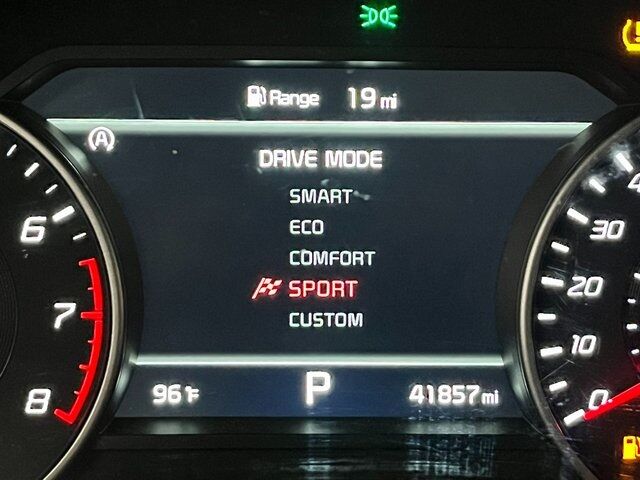 Range 19 mi
A
DRIVE MODE
SMART
ECO
COMFORT
SPORT
CUSTOM
96°F P 41857 mi
6
7
8
4
30
20
10
0